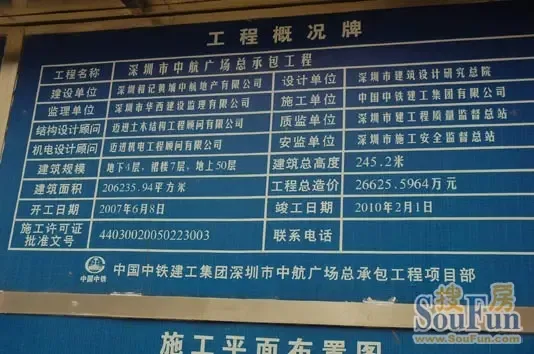 工程概况牌
工程名称 深圳市中航广场总承包工程
建设单位 深圳和记黄埔中航地产有限公司 设计单位 深圳市建筑设计研究总院
监理单位 深圳市华西建设监理有限公司 施工单位 中国中铁建工集团有限公司
结构设计顾问 迈进土木结构工程顾问有限公司 质监单位 深圳市建工程质量监督总站
机电设计顾问 迈进机电工程顾问有限公司 安监单位 深圳市施工安全监督总站
建筑规模 地下4层，裙楼7层，地上50层 建筑总高度 245.2米
建筑面积 206235.94平方米 工程总造价 26625.5964万元
开工日期 2007年6月8日 竣工日期 2010年2月1日
施工许可证批准文号 44030020050223003 联系电话
中国中铁 中国中铁建工集团深圳市中航广场总承包工程项目部
施工平面布置图
搜房
SouFun
www.SouFun.com